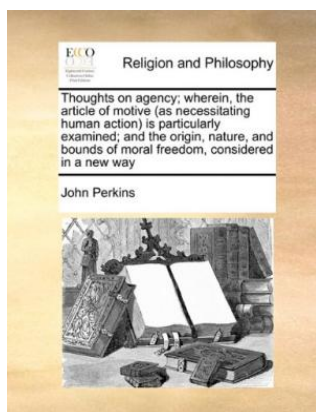 ECCO
Religion and Philosophy
Thoughts on agency; wherein, the
article of motive (as necessitating
human action) is particularly
examined; and the origin, nature, and
bounds of moral freedom, considered
in a new way
John Perkins